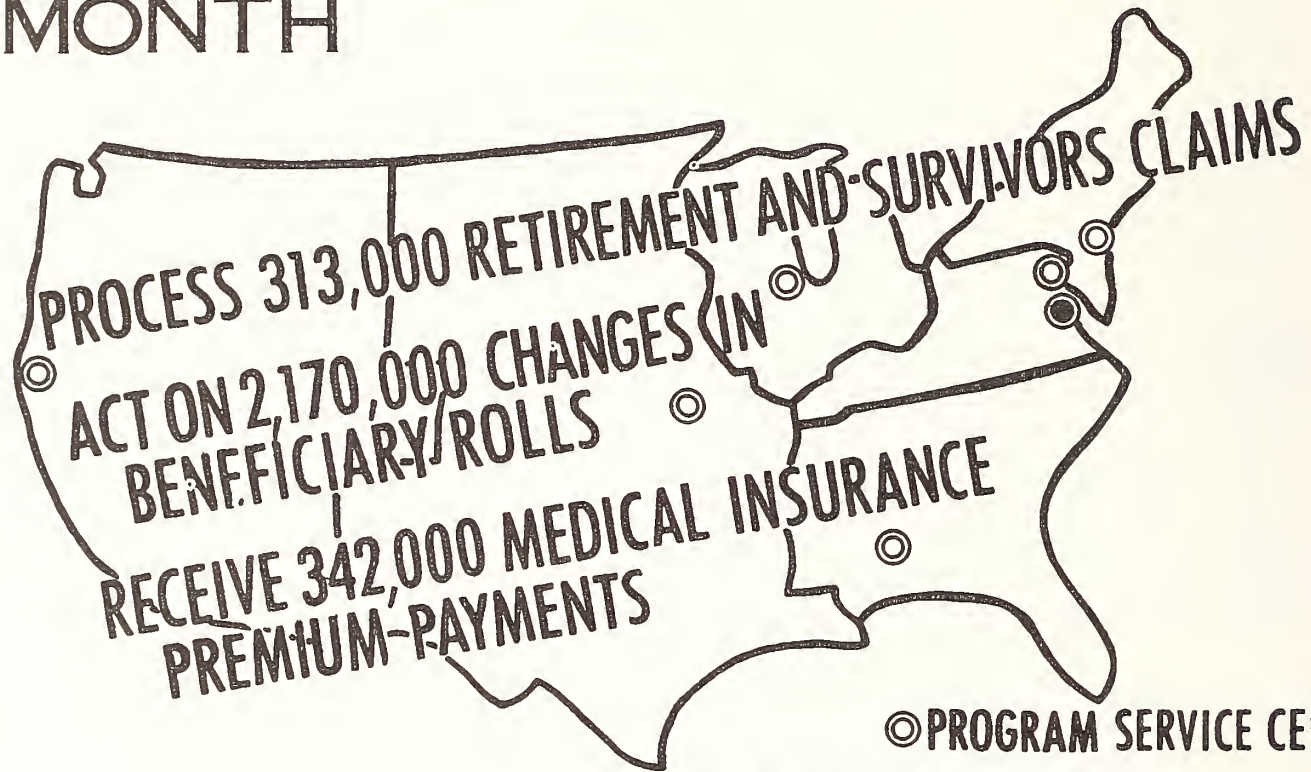 MONTH
PROCESS 313,000 RETIREMENT AND SURVIVORS CLAIMS
ACT ON 2,170,000 CHANGES IN
BENEFICIARY ROLLS
RECEIVE 342,000 MEDICAL INSURANCE
PREMIUM PAYMENTS
PROGRAM SERVICE CE